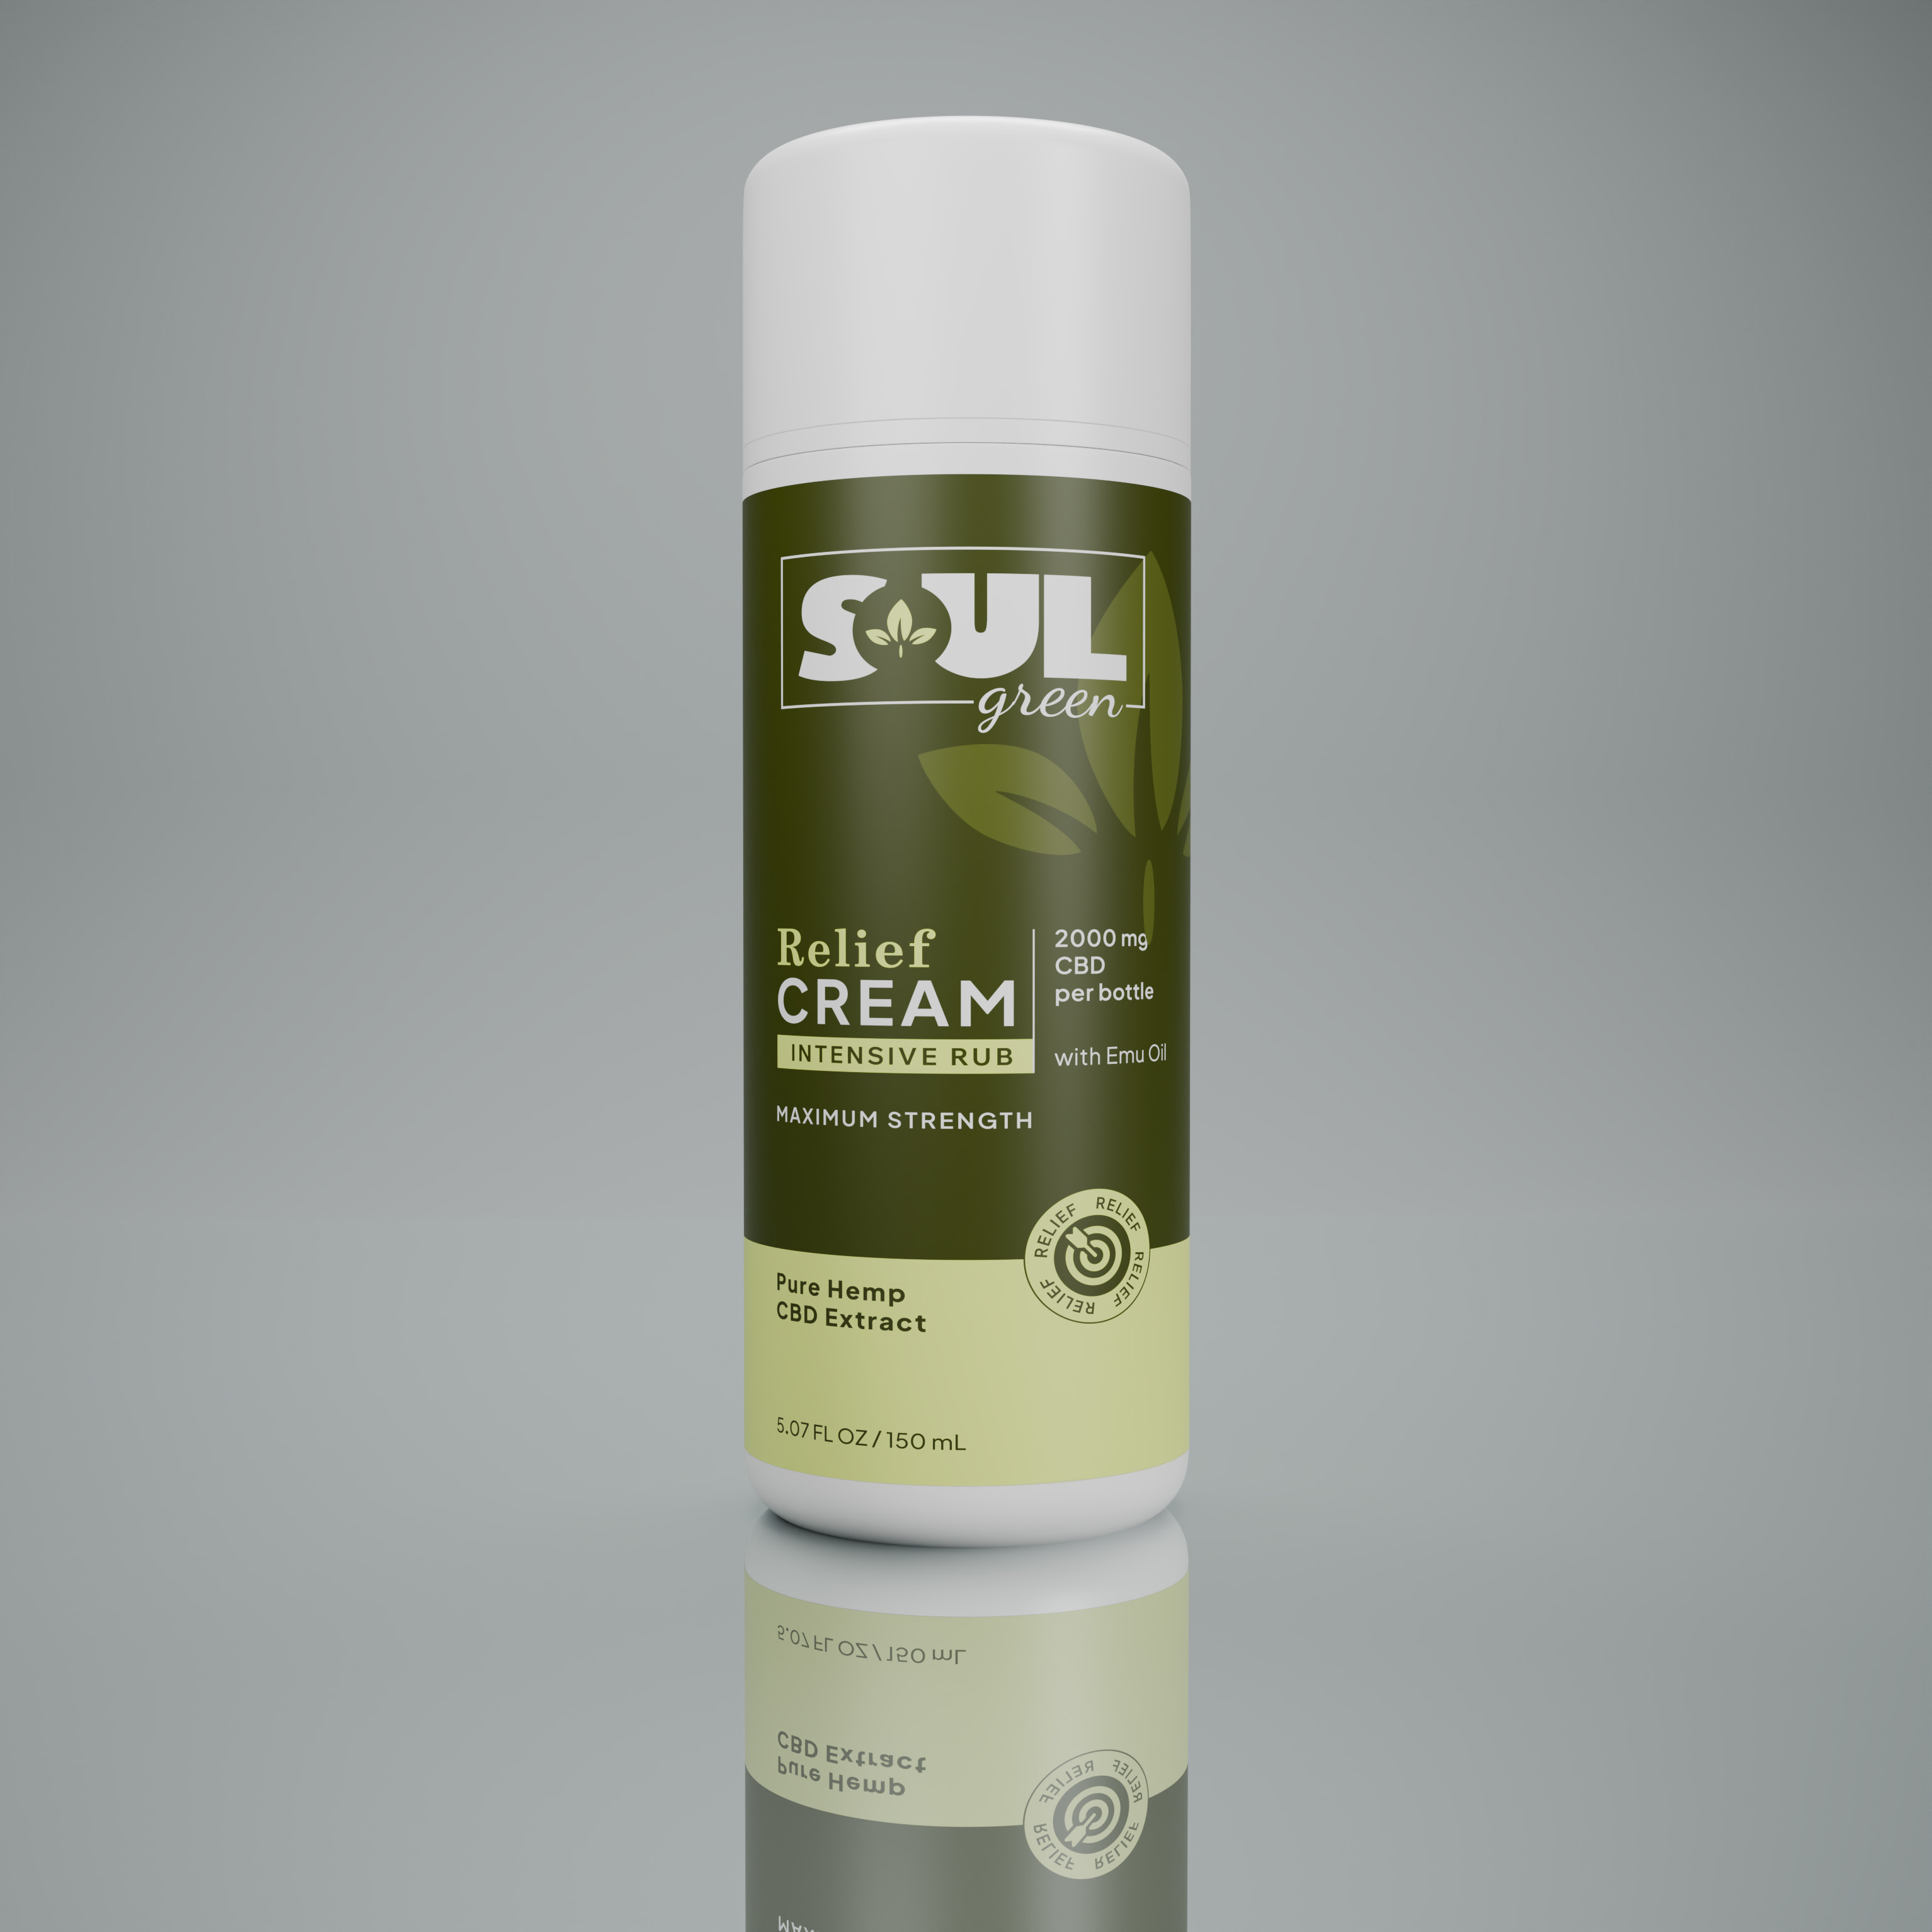 SOUL
green
Relief
CREAM
INTENSIVE RUB
MAXIMUM STRENGTH
2000 mg
CBD
per bottle
with Emu Oil
RELIEF RELIEF RELIEF RELIEF RELIEF
Pure Hemp
CBD Extract
5.07 FL OZ / 150 mL